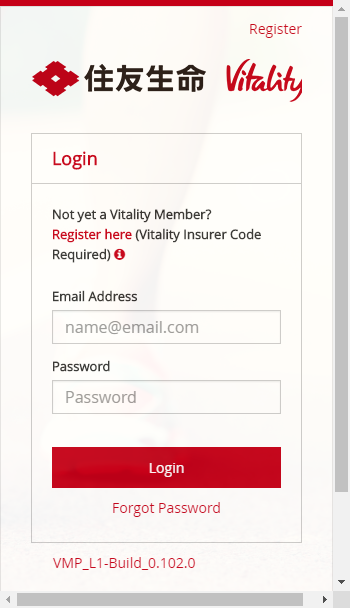 Register
住友生命 Vitality
Login
Not yet a Vitality Member?
Register here (Vitality Insurer Code
Required)
Email Address
name@email.com
Password
Password
Login
Forgot Password
VMP_L1-Build_0.102.0